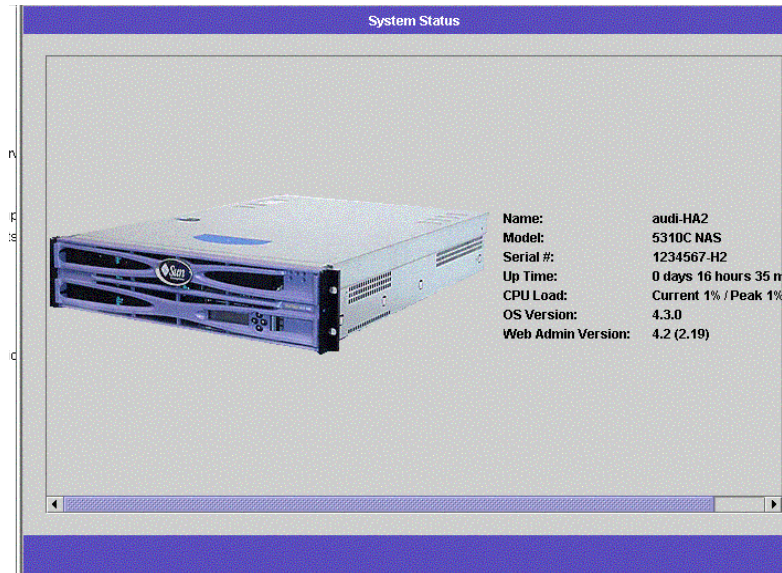 System Status
Name: audi-HA2
Model: 5310C NAS
Serial #: 1234567-H2
Up Time: 0 days 16 hours 35 m
CPU Load: Current 1% / Peak 1%
OS Version: 4.3.0
Web Admin Version: 4.2 (2.19)
Sun